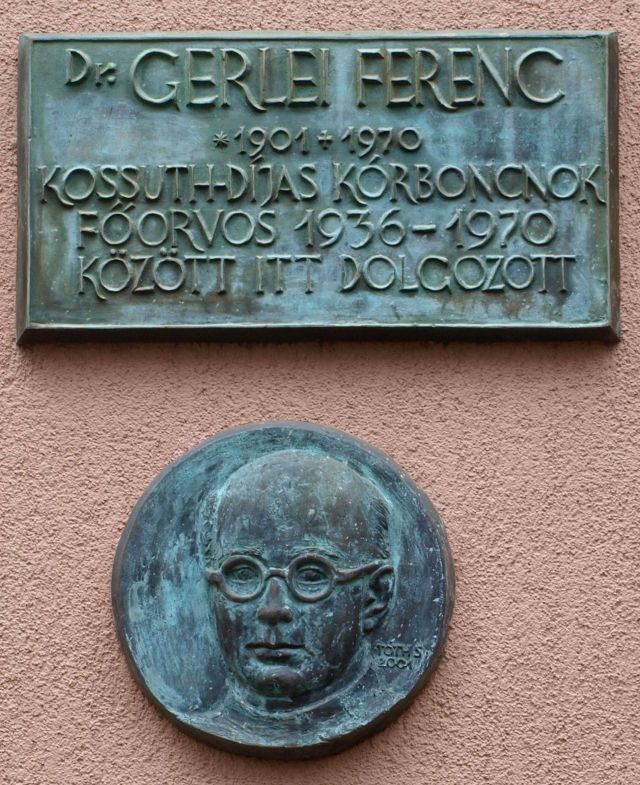 Dr. GERLEI FERENC
*1901 + 1970
KOSSUTH-DÍJAS KÓRBONCNOK
FŐORVOS 1936-1970
KÖZÖTT ITT DOLGOZOTT
TÓTH S
2001